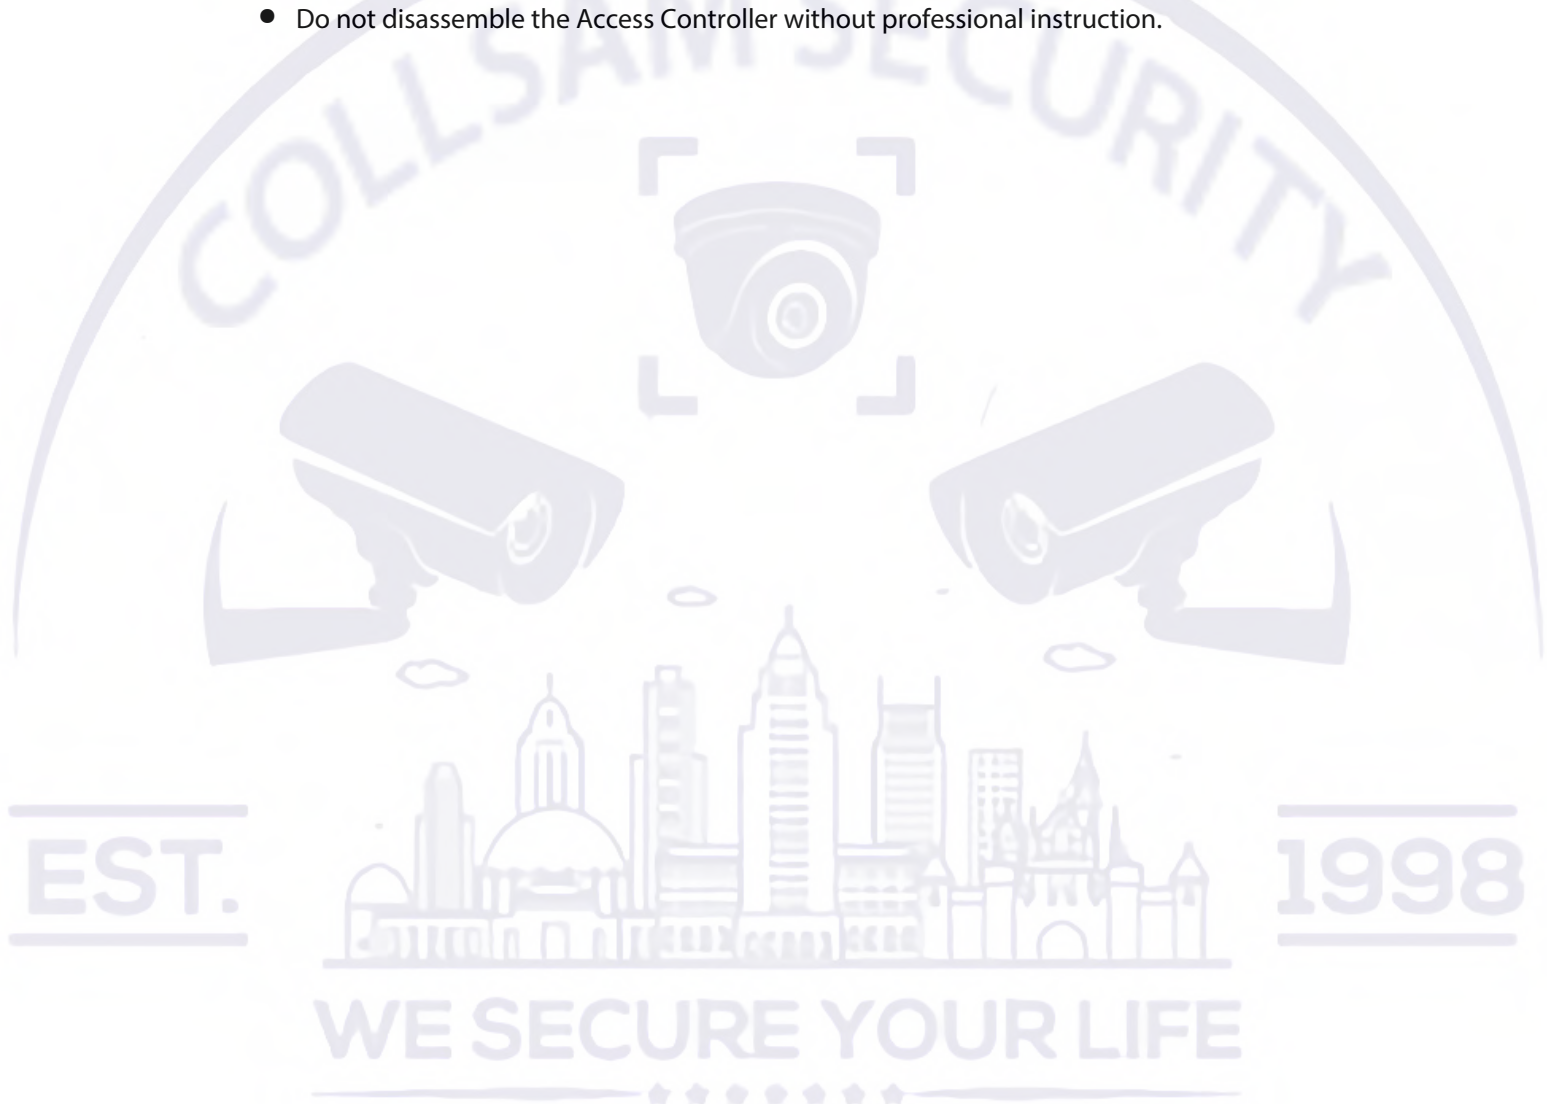 ● Do not disassemble the Access Controller without professional instruction.
COLLSAM SECURITY
EST.
1998
WE SECURE YOUR LIFE